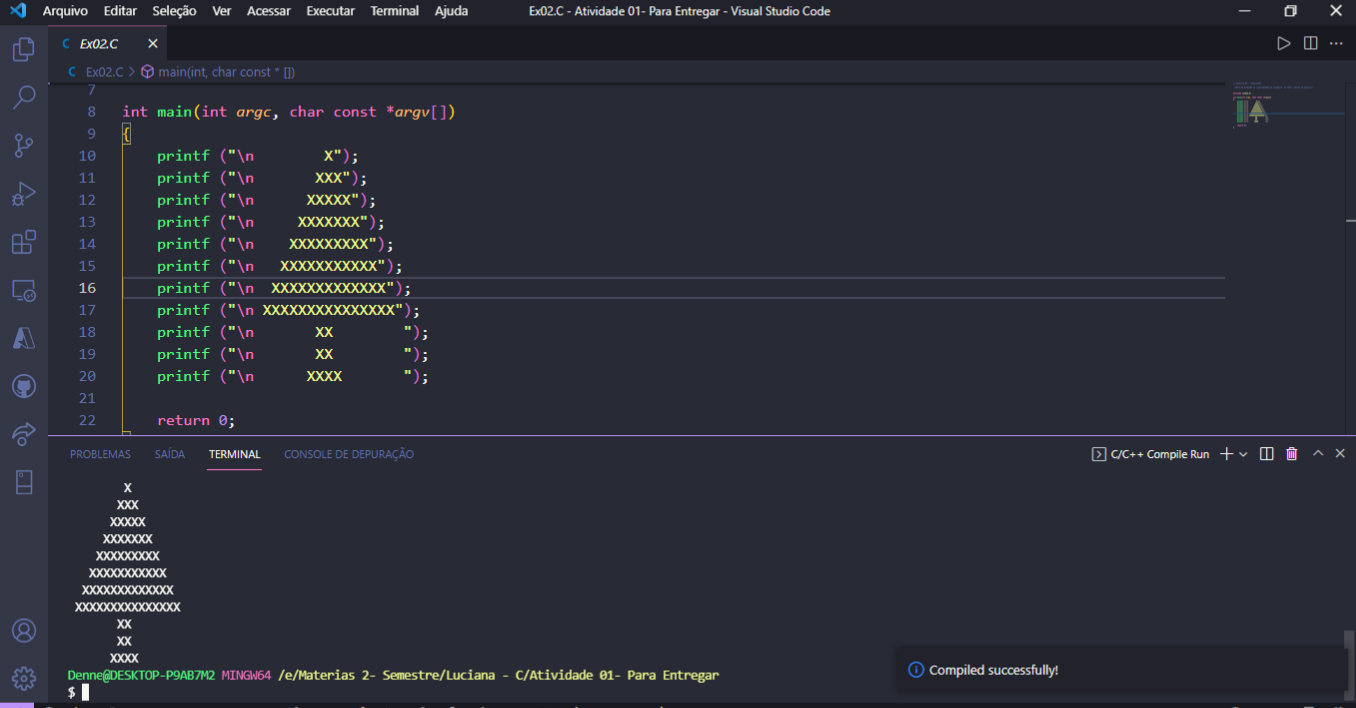 Arquivo Editar Seleção Ver Acessar Executar Terminal Ajuda Ex02.C - Atividade 01- Para Entregar - Visual Studio Code
C Ex02.C
C Ex02.C > main(int, char const * [])
7
8 int main(int argc, char const *argv[])
9 {
10     printf ("\n        X");
11     printf ("\n       XXX");
12     printf ("\n      XXXXX");
13     printf ("\n     XXXXXXX");
14     printf ("\n    XXXXXXXXX");
15     printf ("\n   XXXXXXXXXXX");
16     printf ("\n  XXXXXXXXXXXXX");
17     printf ("\n XXXXXXXXXXXXXXX");
18     printf ("\n       XX        ");
19     printf ("\n       XX        ");
20     printf ("\n      XXXX       ");
21
22     return 0;
PROBLEMAS SAÍDA TERMINAL CONSOLE DE DEPURAÇÃO C/C++ Compile Run
        X
       XXX
      XXXXX
     XXXXXXX
    XXXXXXXXX
   XXXXXXXXXXX
  XXXXXXXXXXXXX
 XXXXXXXXXXXXXXX
       XX
       XX
      XXXX
Denne@DESKTOP-P9AB7M2 MINGW64 /e/Materias 2- Semestre/Luciana - C/Atividade 01- Para Entregar
$
Compiled successfully!